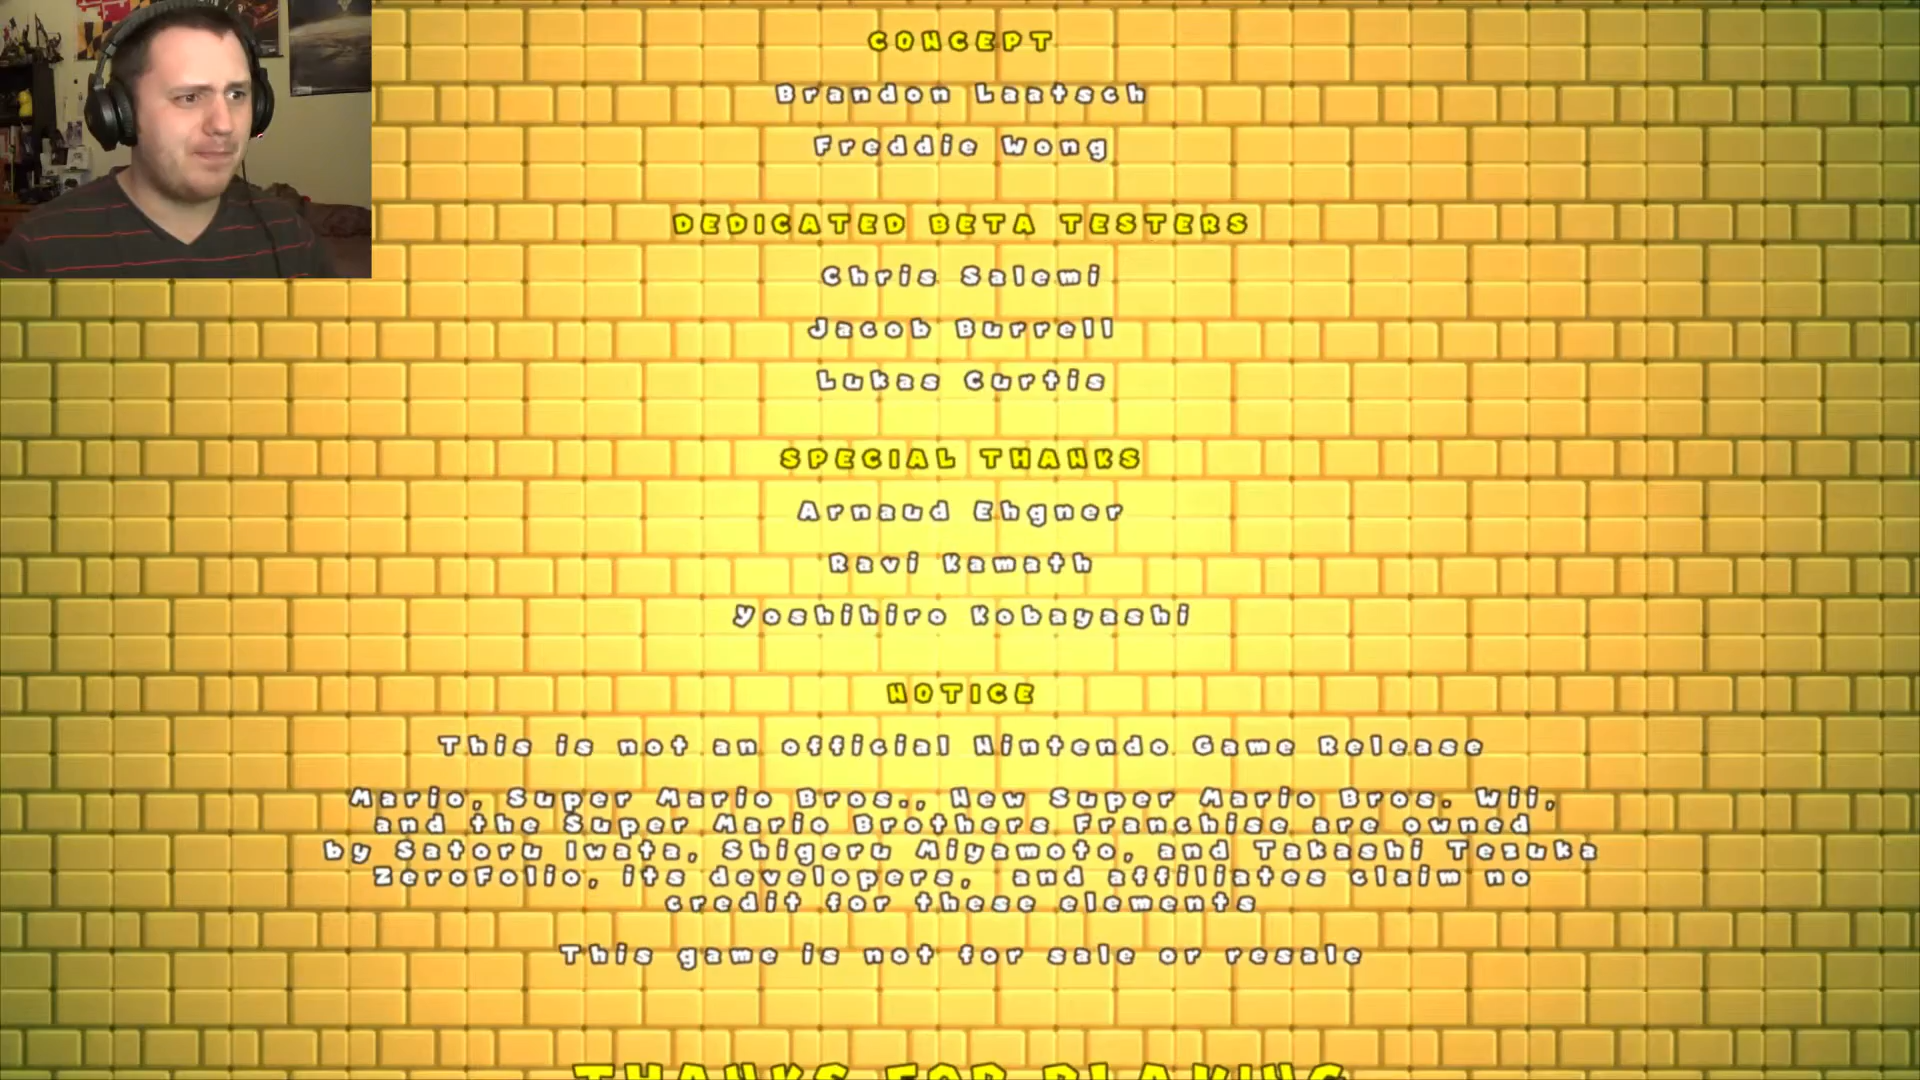 CONCEPT
Brandon Laatsch
Freddie Wong
DEDICATED BETA TESTERS
Chris Salemi
Jacob Burrell
Lukas Curtis
SPECIAL THANKS
Arnaud Ehgner
Ravi Kamath
Yoshihiro Kobayashi
NOTICE
This is not an official Nintendo Game Release
Mario, Super Mario Bros., New Super Mario Bros. Wii,
and the Super Mario Brothers Franchise are owned
by Satoru Iwata, Shigeru Miyamoto, and Takashi Tezuka
ZeroFolio, its developers, and affiliates claim no
credit for these elements
This game is not for sale or resale
THANKS FOR PLAYING